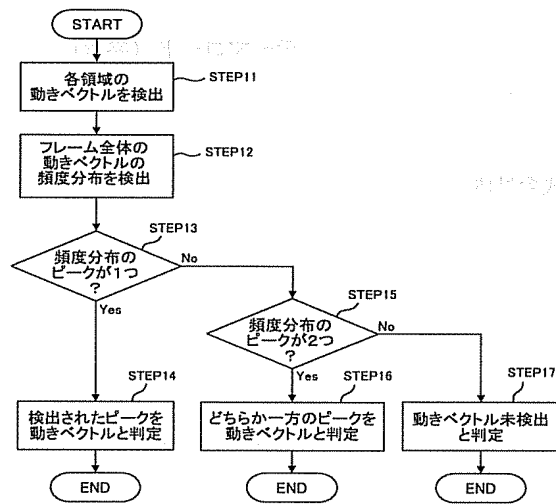 START
各領域の
動きベクトルを検出
STEP11
フレーム全体の
動きベクトルの
頻度分布を検出
STEP12
頻度分布の
ピークが1つ
?
STEP13
No
Yes
頻度分布の
ピークが2つ
?
STEP15
No
Yes
STEP14
検出されたピークを
動きベクトルと判定
STEP16
どちらか一方のピークを
動きベクトルと判定
STEP17
動きベクトル未検出
と判定
END
END
END